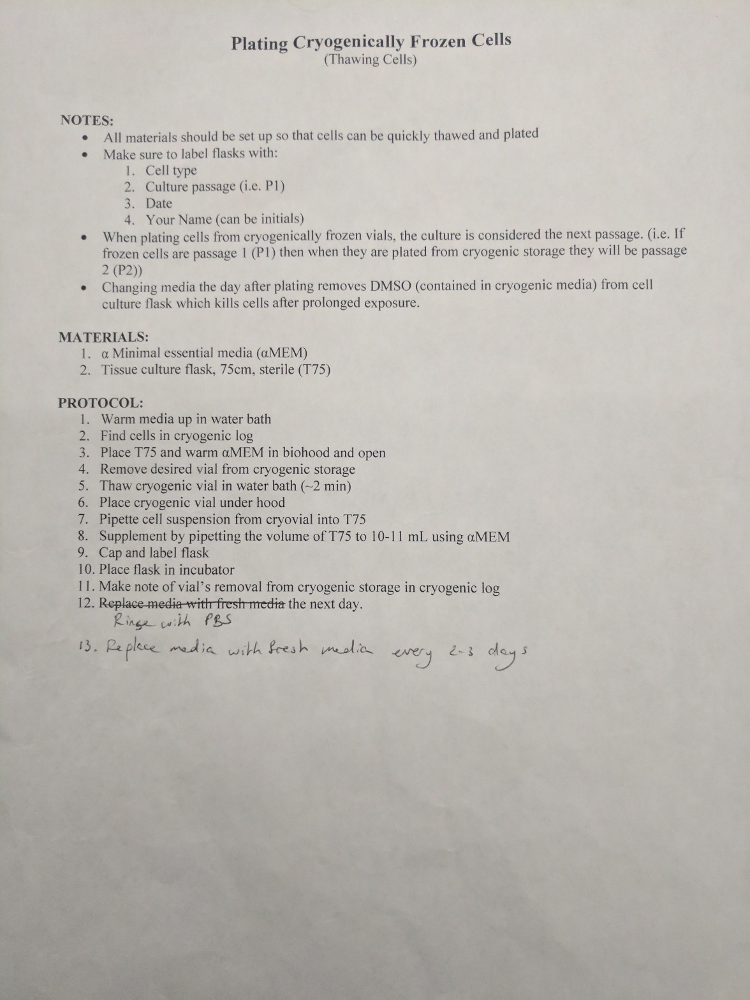 Plating Cryogenically Frozen Cells
(Thawing Cells)
NOTES:
• All materials should be set up so that cells can be quickly thawed and plated
• Make sure to label flasks with:
1. Cell type
2. Culture passage (i.e. P1)
3. Date
4. Your Name (can be initials)
• When plating cells from cryogenically frozen vials, the culture is considered the next passage. (i.e. If
frozen cells are passage 1 (P1) then when they are plated from cryogenic storage they will be passage
2 (P2))
• Changing media the day after plating removes DMSO (contained in cryogenic media) from cell
culture flask which kills cells after prolonged exposure.
MATERIALS:
1. α Minimal essential media (αMEM)
2. Tissue culture flask, 75cm, sterile (T75)
PROTOCOL:
1. Warm media up in water bath
2. Find cells in cryogenic log
3. Place T75 and warm αMEM in biohood and open
4. Remove desired vial from cryogenic storage
5. Thaw cryogenic vial in water bath (~2 min)
6. Place cryogenic vial under hood
7. Pipette cell suspension from cryovial into T75
8. Supplement by pipetting the volume of T75 to 10-11 mL using αMEM
9. Cap and label flask
10. Place flask in incubator
11. Make note of vial's removal from cryogenic storage in cryogenic log
12. Replace media with fresh media the next day.
Rinse with PBS
13. Replace media with fresh media every 2-3 days